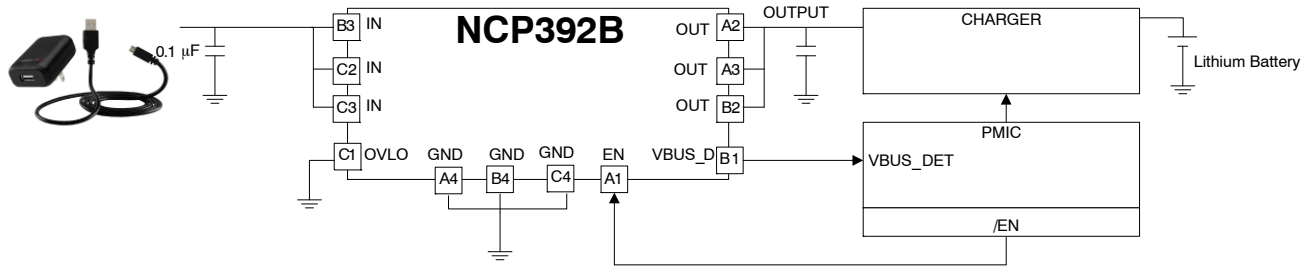 NCP392B
B3 IN
OUT A2
OUTPUT
CHARGER
0.1 μF
C2 IN
OUT A3
Lithium Battery
C3 IN
OUT B2
PMIC
C1 OVLO
GND
GND
GND
EN
VBUS_D B1
VBUS_DET
A4
B4
C4
A1
/EN